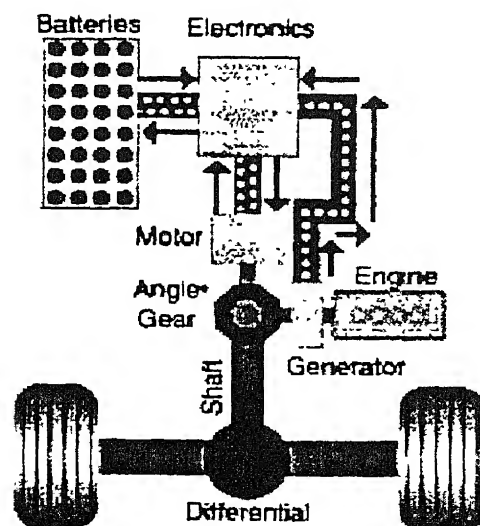 Batteries
Electronics
Motor
Engine
Angle
Gear
Generator
Shaft
Differential